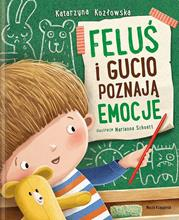 Katarzyna Kozłowska
FELUŚ
I GUCIO
POZNAJĄ
EMOCJE
ilustracje Marianna Schoett
Nasza Księgarnia